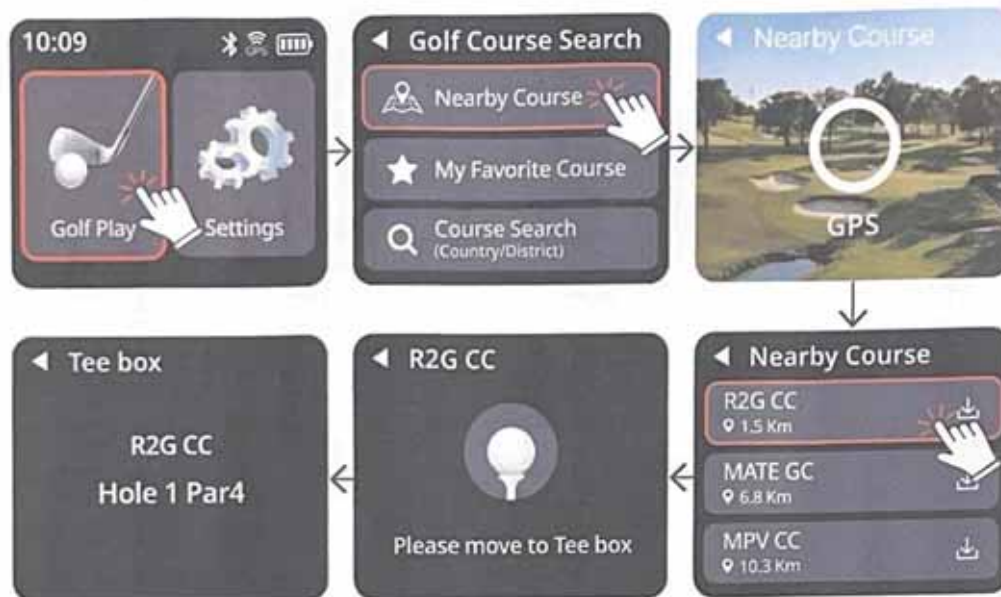 10:09
GPS
Golf Play
Settings
Golf Course Search
Nearby Course
My Favorite Course
Course Search
(Country/District)
Nearby Course
GPS
Nearby Course
R2G CC
1.5 Km
MATE GC
6.8 Km
MPV CC
10.3 Km
R2G CC
Please move to Tee box
Tee box
R2G CC
Hole 1 Par4